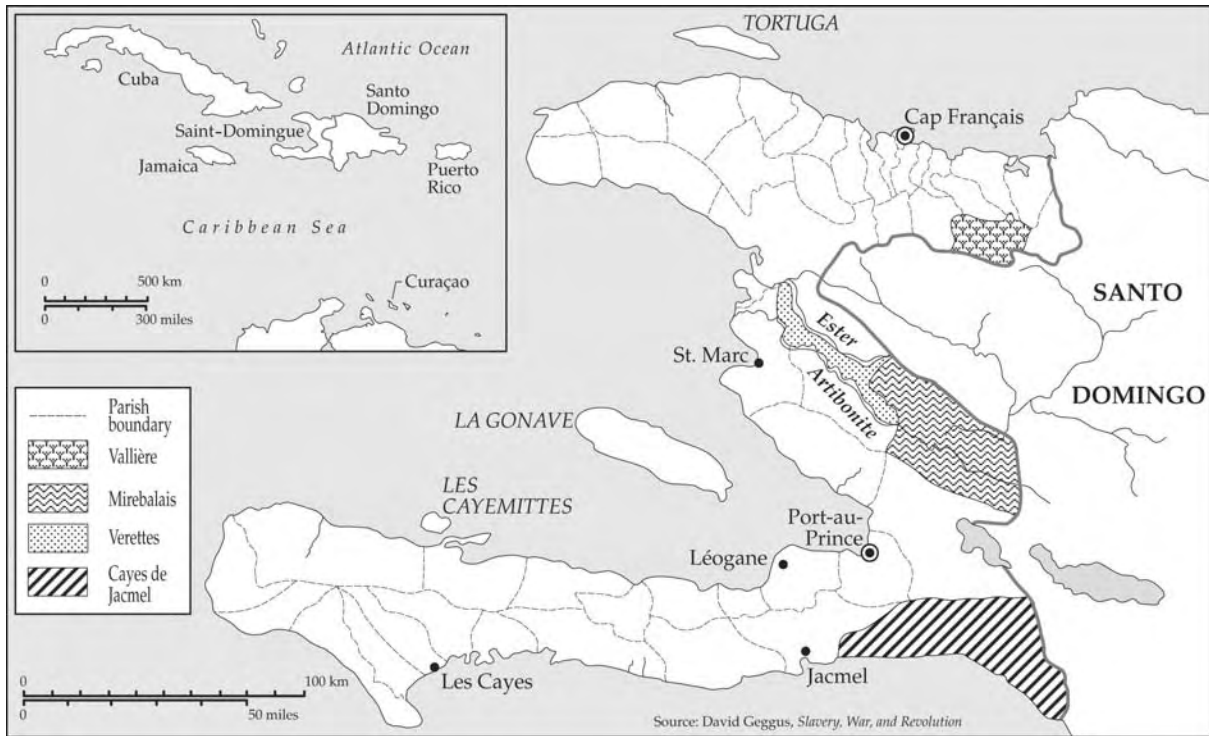 Atlantic Ocean
Cuba
Santo
Domingo
Saint-Domingue
Jamaica
Puerto
Rico
Caribbean Sea
0
500 km
Curaçao
0
300 miles
Parish
boundary
Vallière
Mirebalais
Verettes
Cayes de
Jacmel
TORTUGA
Cap Français
SANTO
DOMINGO
Ester
St. Marc
Artibonite
LA GONAVE
LES
CAYEMITTES
Port-au-
Prince
Léogane
Les Cayes
Jacmel
0
100 km
0
50 miles
Source: David Geggus, Slavery, War, and Revolution